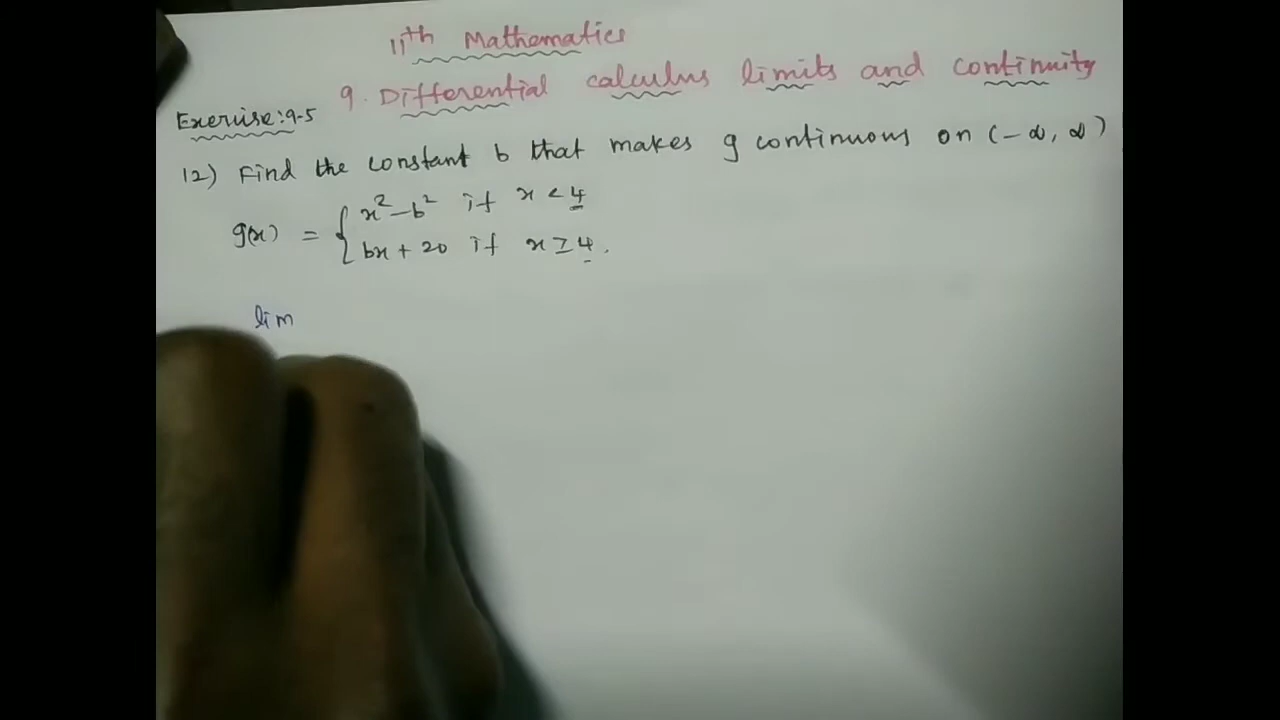 11th Mathematics
9. Differential calculus limits and continuity
Exercise: 9-5
12) Find the constant b that makes g continuous on (-∞, ∞)
g(x) = { x² - b² if x < 4
bx + 20 if x ≥ 4.
lim